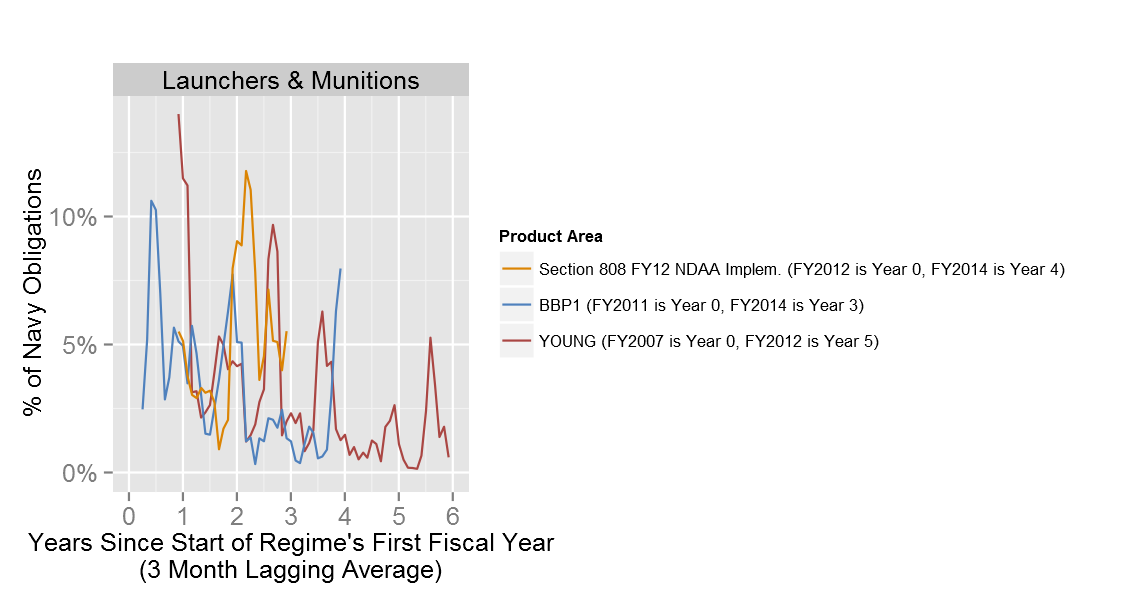 Launchers & Munitions
% of Navy Obligations
10%
5%
0%
0 1 2 3 4 5 6
Years Since Start of Regime's First Fiscal Year
(3 Month Lagging Average)
Product Area
Section 808 FY12 NDAA Implem. (FY2012 is Year 0, FY2014 is Year 4)
BBP1 (FY2011 is Year 0, FY2014 is Year 3)
YOUNG (FY2007 is Year 0, FY2012 is Year 5)